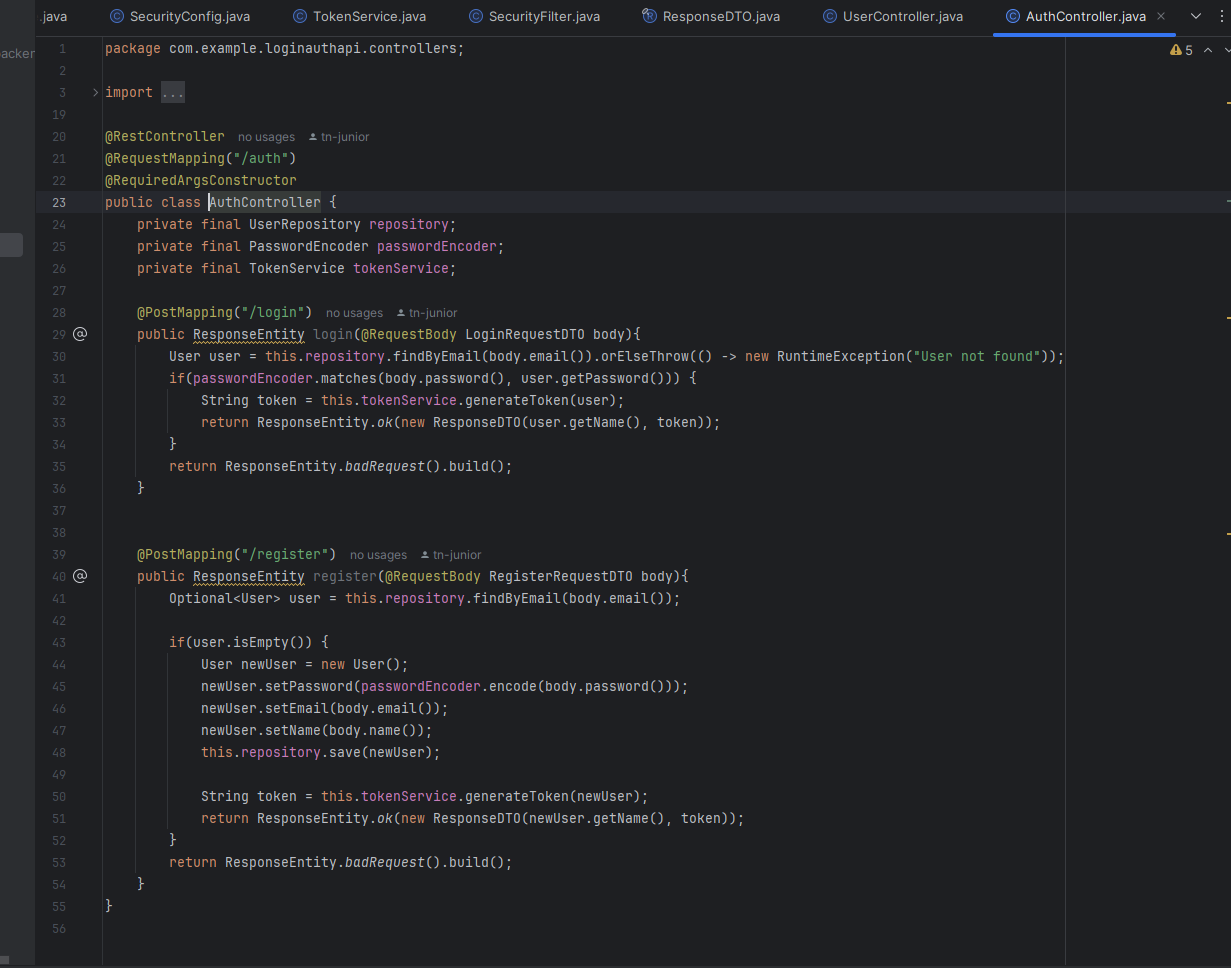 .java SecurityConfig.java TokenService.java SecurityFilter.java ResponseDTO.java UserController.java AuthController.java
acker
5
1 package com.example.loginauthapi.controllers;
2
3 import ...
19
20 @RestController no usages tn-junior
21 @RequestMapping("/auth")
22 @RequiredArgsConstructor
23 public class AuthController {
24 private final UserRepository repository;
25 private final PasswordEncoder passwordEncoder;
26 private final TokenService tokenService;
27
28 @PostMapping("/login") no usages tn-junior
29 public ResponseEntity login(@RequestBody LoginRequestDTO body){
30 User user = this.repository.findByEmail(body.email()).orElseThrow(() -> new RuntimeException("User not found"));
31 if(passwordEncoder.matches(body.password(), user.getPassword())) {
32 String token = this.tokenService.generateToken(user);
33 return ResponseEntity.ok(new ResponseDTO(user.getName(), token));
34 }
35 return ResponseEntity.badRequest().build();
36 }
37
38
39 @PostMapping("/register") no usages tn-junior
40 public ResponseEntity register(@RequestBody RegisterRequestDTO body){
41 Optional<User> user = this.repository.findByEmail(body.email());
42
43 if(user.isEmpty()) {
44 User newUser = new User();
45 newUser.setPassword(passwordEncoder.encode(body.password()));
46 newUser.setEmail(body.email());
47 newUser.setName(body.name());
48 this.repository.save(newUser);
49
50 String token = this.tokenService.generateToken(newUser);
51 return ResponseEntity.ok(new ResponseDTO(newUser.getName(), token));
52 }
53 return ResponseEntity.badRequest().build();
54 }
55 }
56